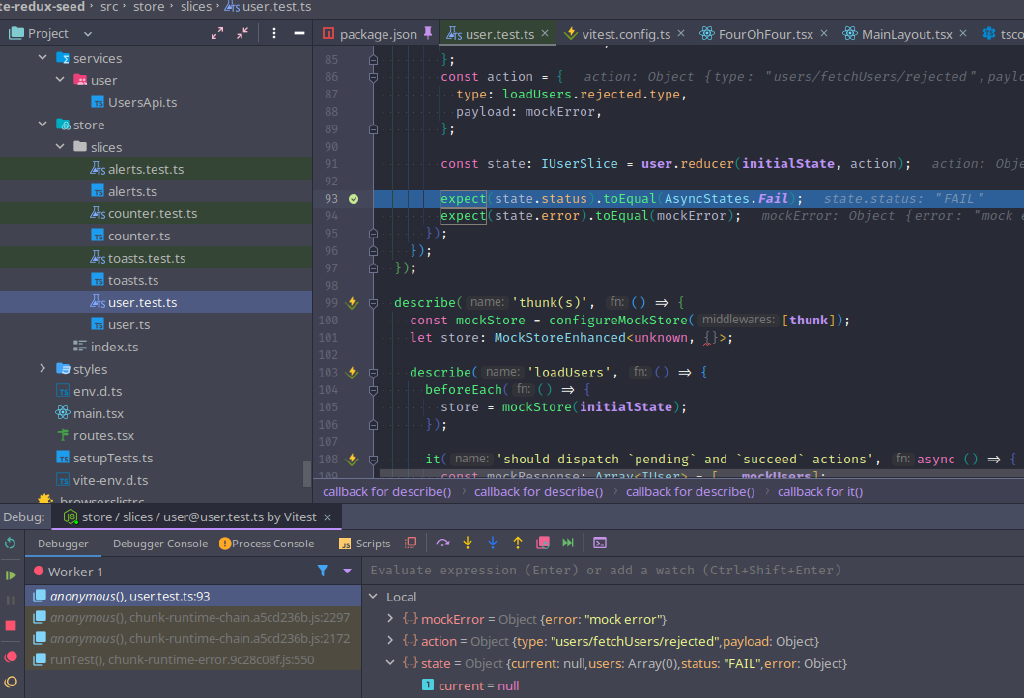 te-redux-seed › src › store › slices › user.test.ts
Project
package.json user.test.ts vitest.config.ts FourOhFour.tsx MainLayout.tsx tsco
services
user
UsersApi.ts
store
slices
alerts.test.ts
alerts.ts
counter.test.ts
counter.ts
toasts.test.ts
toasts.ts
user.test.ts
user.ts
index.ts
styles
env.d.ts
main.tsx
routes.tsx
setupTests.ts
vite-env.d.ts
.browserslistrc
85 };
86 const action = { action: Object {type: "users/fetchUsers/rejected",paylo
87 type: loadUsers.rejected.type,
88 payload: mockError,
89 };
90
91 const state: IUserSlice = user.reducer(initialState, action); action: Obje
92
93 expect(state.status).toEqual(AsyncStates.Fail); state.status: "FAIL"
94 expect(state.error).toEqual(mockError); mockError: Object {error: "mock e
95 });
96 });
97 });
98
99 describe( name: 'thunk(s)', fn: () => {
100 const mockStore = configureMockStore( middlewares: [thunk]);
101 let store: MockStoreEnhanced<unknown, {}>;
102
103 describe( name: 'loadUsers', fn: () => {
104 beforeEach( fn: () => {
105 store = mockStore(initialState);
106 });
107
108 it( name: 'should dispatch `pending` and `succeed` actions', fn: async () => {
109 const mockResponse: Array<IUser> = [...mockUsers];
callback for describe() › callback for describe() › callback for describe() › callback for it()
Debug: store / slices / user@user.test.ts by Vitest
Debugger Debugger Console Process Console Scripts
Worker 1
Evaluate expression (Enter) or add a watch (Ctrl+Shift+Enter)
anonymous(), user.test.ts:93
anonymous(), chunk-runtime-chain.a5cd236b.js:2297
anonymous(), chunk-runtime-chain.a5cd236b.js:2172
runTest(), chunk-runtime-error.9c28c08f.js:550
Local
mockError = Object {error: "mock error"}
action = Object {type: "users/fetchUsers/rejected",payload: Object}
state = Object {current: null,users: Array(0),status: "FAIL",error: Object}
current = null